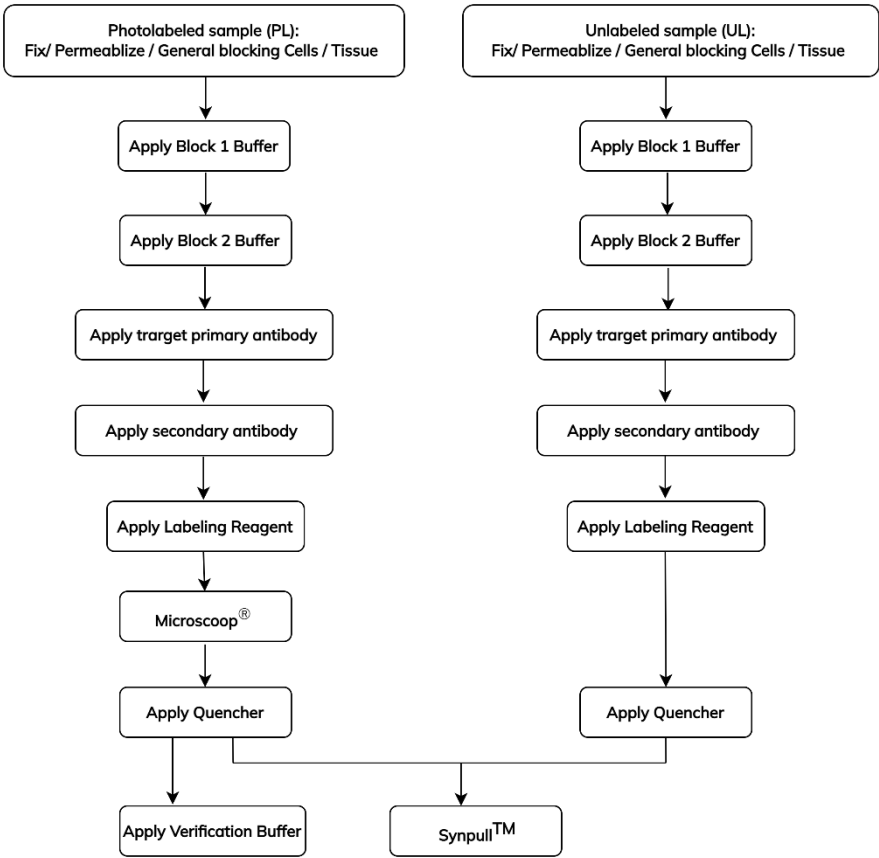 Photolabeled sample (PL):
Fix/ Permeablize / General blocking Cells / Tissue
Apply Block 1 Buffer
Apply Block 2 Buffer
Apply trarget primary antibody
Apply secondary antibody
Apply Labeling Reagent
Microscoop®
Apply Quencher
Apply Verification Buffer
Unlabeled sample (UL):
Fix/ Permeablize / General blocking Cells / Tissue
Apply Block 1 Buffer
Apply Block 2 Buffer
Apply trarget primary antibody
Apply secondary antibody
Apply Labeling Reagent
Apply Quencher
Synpull™